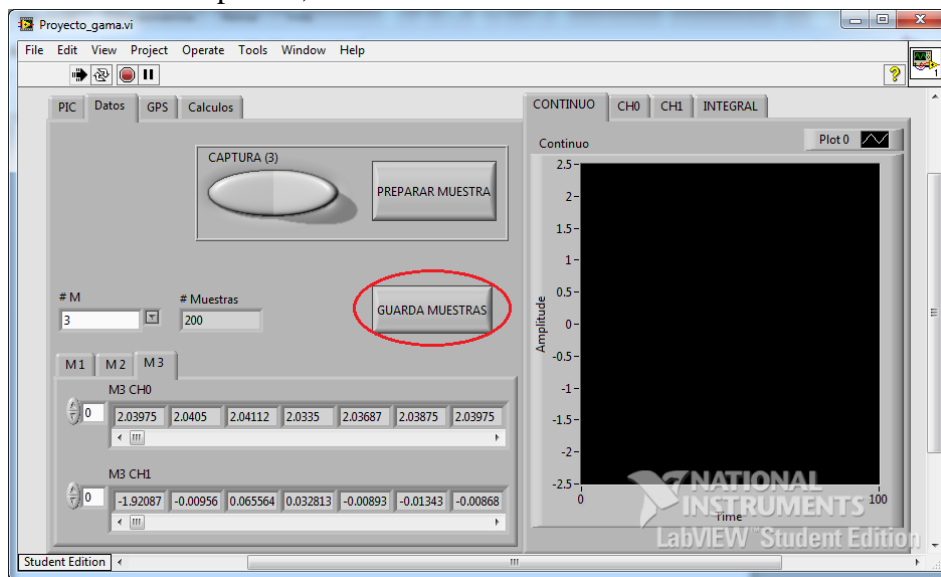 Proyecto_gama.vi
File Edit View Project Operate Tools Window Help
PIC Datos GPS Calculos
CAPTURA (3)
PREPARAR MUESTRA
# M
3
# Muestras
200
GUARDA MUESTRAS
M1 M2 M3
M3 CH0
0 2.03975 2.0405 2.04112 2.0335 2.03687 2.03875 2.03975
M3 CH1
0 -1.92087 -0.00956 0.065564 0.032813 -0.00893 -0.01343 -0.00868
CONTINUO CH0 CH1 INTEGRAL
Continuo
Plot 0
Amplitude
2.5
2
1.5
1
0.5
0
-0.5
-1
-1.5
-2
-2.5
0 100
Time
NATIONAL
INSTRUMENTS
LabVIEW™ Student Edition
Student Edition